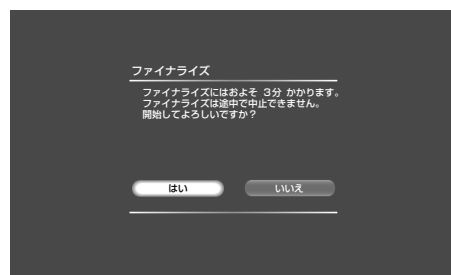 ファイナライズ
ファイナライズにはおよそ 3分 かかります。
ファイナライズは途中で中止できません。
開始してよろしいですか？
はい
いいえ